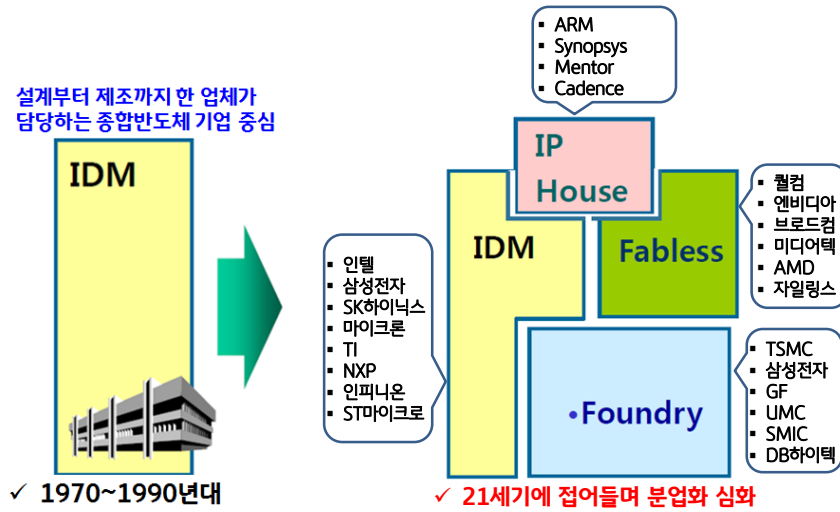 설계부터 제조까지 한 업체가
담당하는 종합반도체 기업 중심
IDM
✓ 1970~1990년대
▪ ARM
▪ Synopsys
▪ Mentor
▪ Cadence
IP
House
IDM
Fabless
•Foundry
▪ 인텔
▪ 삼성전자
▪ SK하이닉스
▪ 마이크론
▪ TI
▪ NXP
▪ 인피니온
▪ ST마이크로
▪ 퀄컴
▪ 엔비디아
▪ 브로드컴
▪ 미디어텍
▪ AMD
▪ 자일링스
▪ TSMC
▪ 삼성전자
▪ GF
▪ UMC
▪ SMIC
▪ DB하이텍
✓ 21세기에 접어들며 분업화 심화